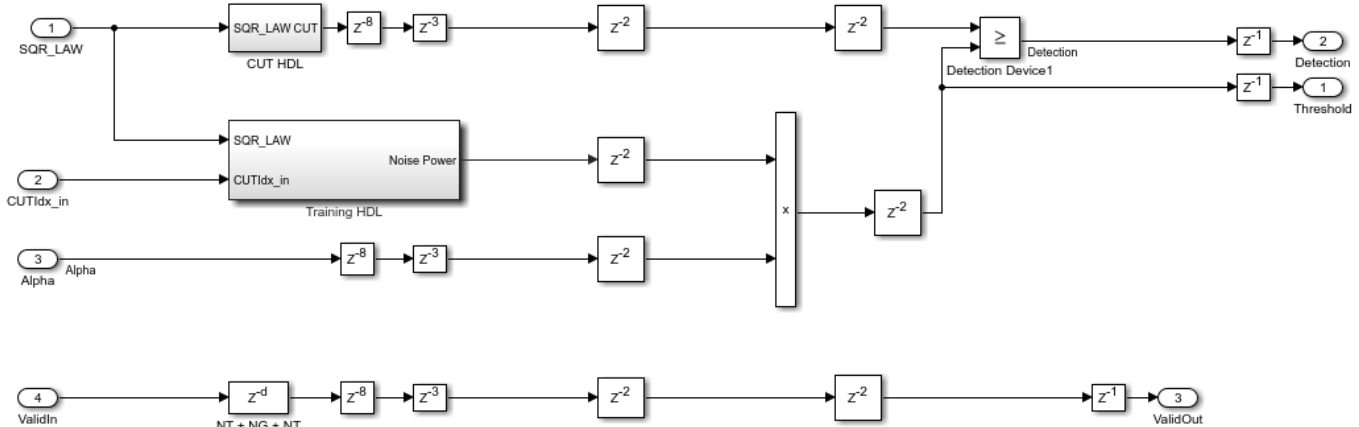 1
SQR_LAW
SQR_LAW CUT
CUT HDL
Z-8
Z-3
Z-2
Z-2
≥
Detection Device1
Detection
Z-1
2
Detection
Z-1
1
Threshold
SQR_LAW
CUTIdx_in
Noise Power
Training HDL
2
CUTIdx_in
Z-2
x
Z-2
3
Alpha
Alpha
Z-8
Z-3
Z-2
4
ValidIn
Z-d
NT + NG + NT
Z-8
Z-3
Z-2
Z-2
Z-1
3
ValidOut